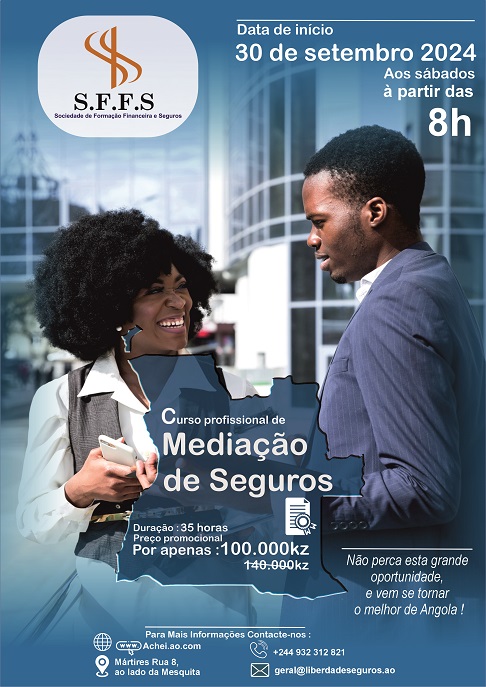 S.F.F.S
Sociedade de Formação Financeira e Seguros
Data de início
30 de setembro 2024
Aos sábados
à partir das
8h
Curso profissional de
Mediação
de Seguros
Duração : 35 horas
Preço promocional
Por apenas : 100.000kz
140.000kz
Não perca esta grande
oportunidade,
e vem se tornar
o melhor de Angola !
Para Mais Informações Contacte-nos :
www Achei.ao.com
+244 932 312 821
Mártires Rua 8,
ao lado da Mesquita
geral@liberdadeseguros.ao